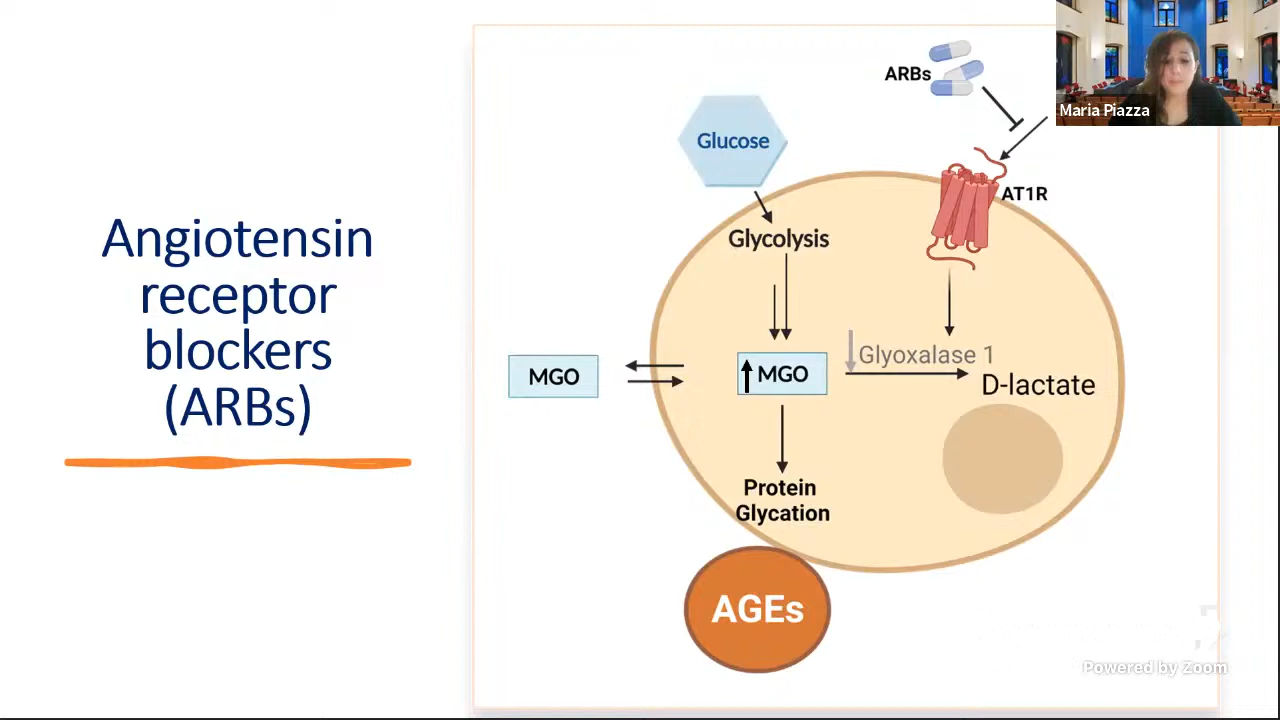 Angiotensin
receptor
blockers
(ARBs)
ARBs
Maria Piazza
Glucose
AT1R
Glycolysis
MGO
MGO
Glyoxalase 1
D-lactate
Protein
Glycation
AGEs
Powered by Zoom